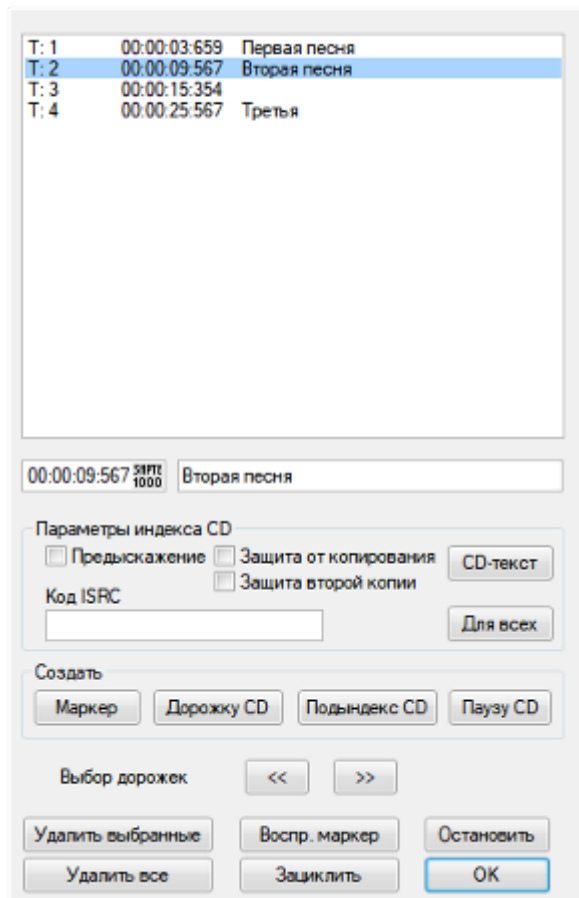 T: 1 00:00:03:659 Первая песня
T: 2 00:00:09:567 Вторая песня
T: 3 00:00:15:354
T: 4 00:00:25:567 Третья
00:00:09:567 SMPTE 1000 Вторая песня
Параметры индекса CD
Предыскажение Защита от копирования CD-текст
Защита второй копии
Код ISRC
Для всех
Создать
Маркер Дорожку CD Подындекс CD Паузу CD
Выбор дорожек << >>
Удалить выбранные Воспр. маркер Остановить
Удалить все Зациклить OK